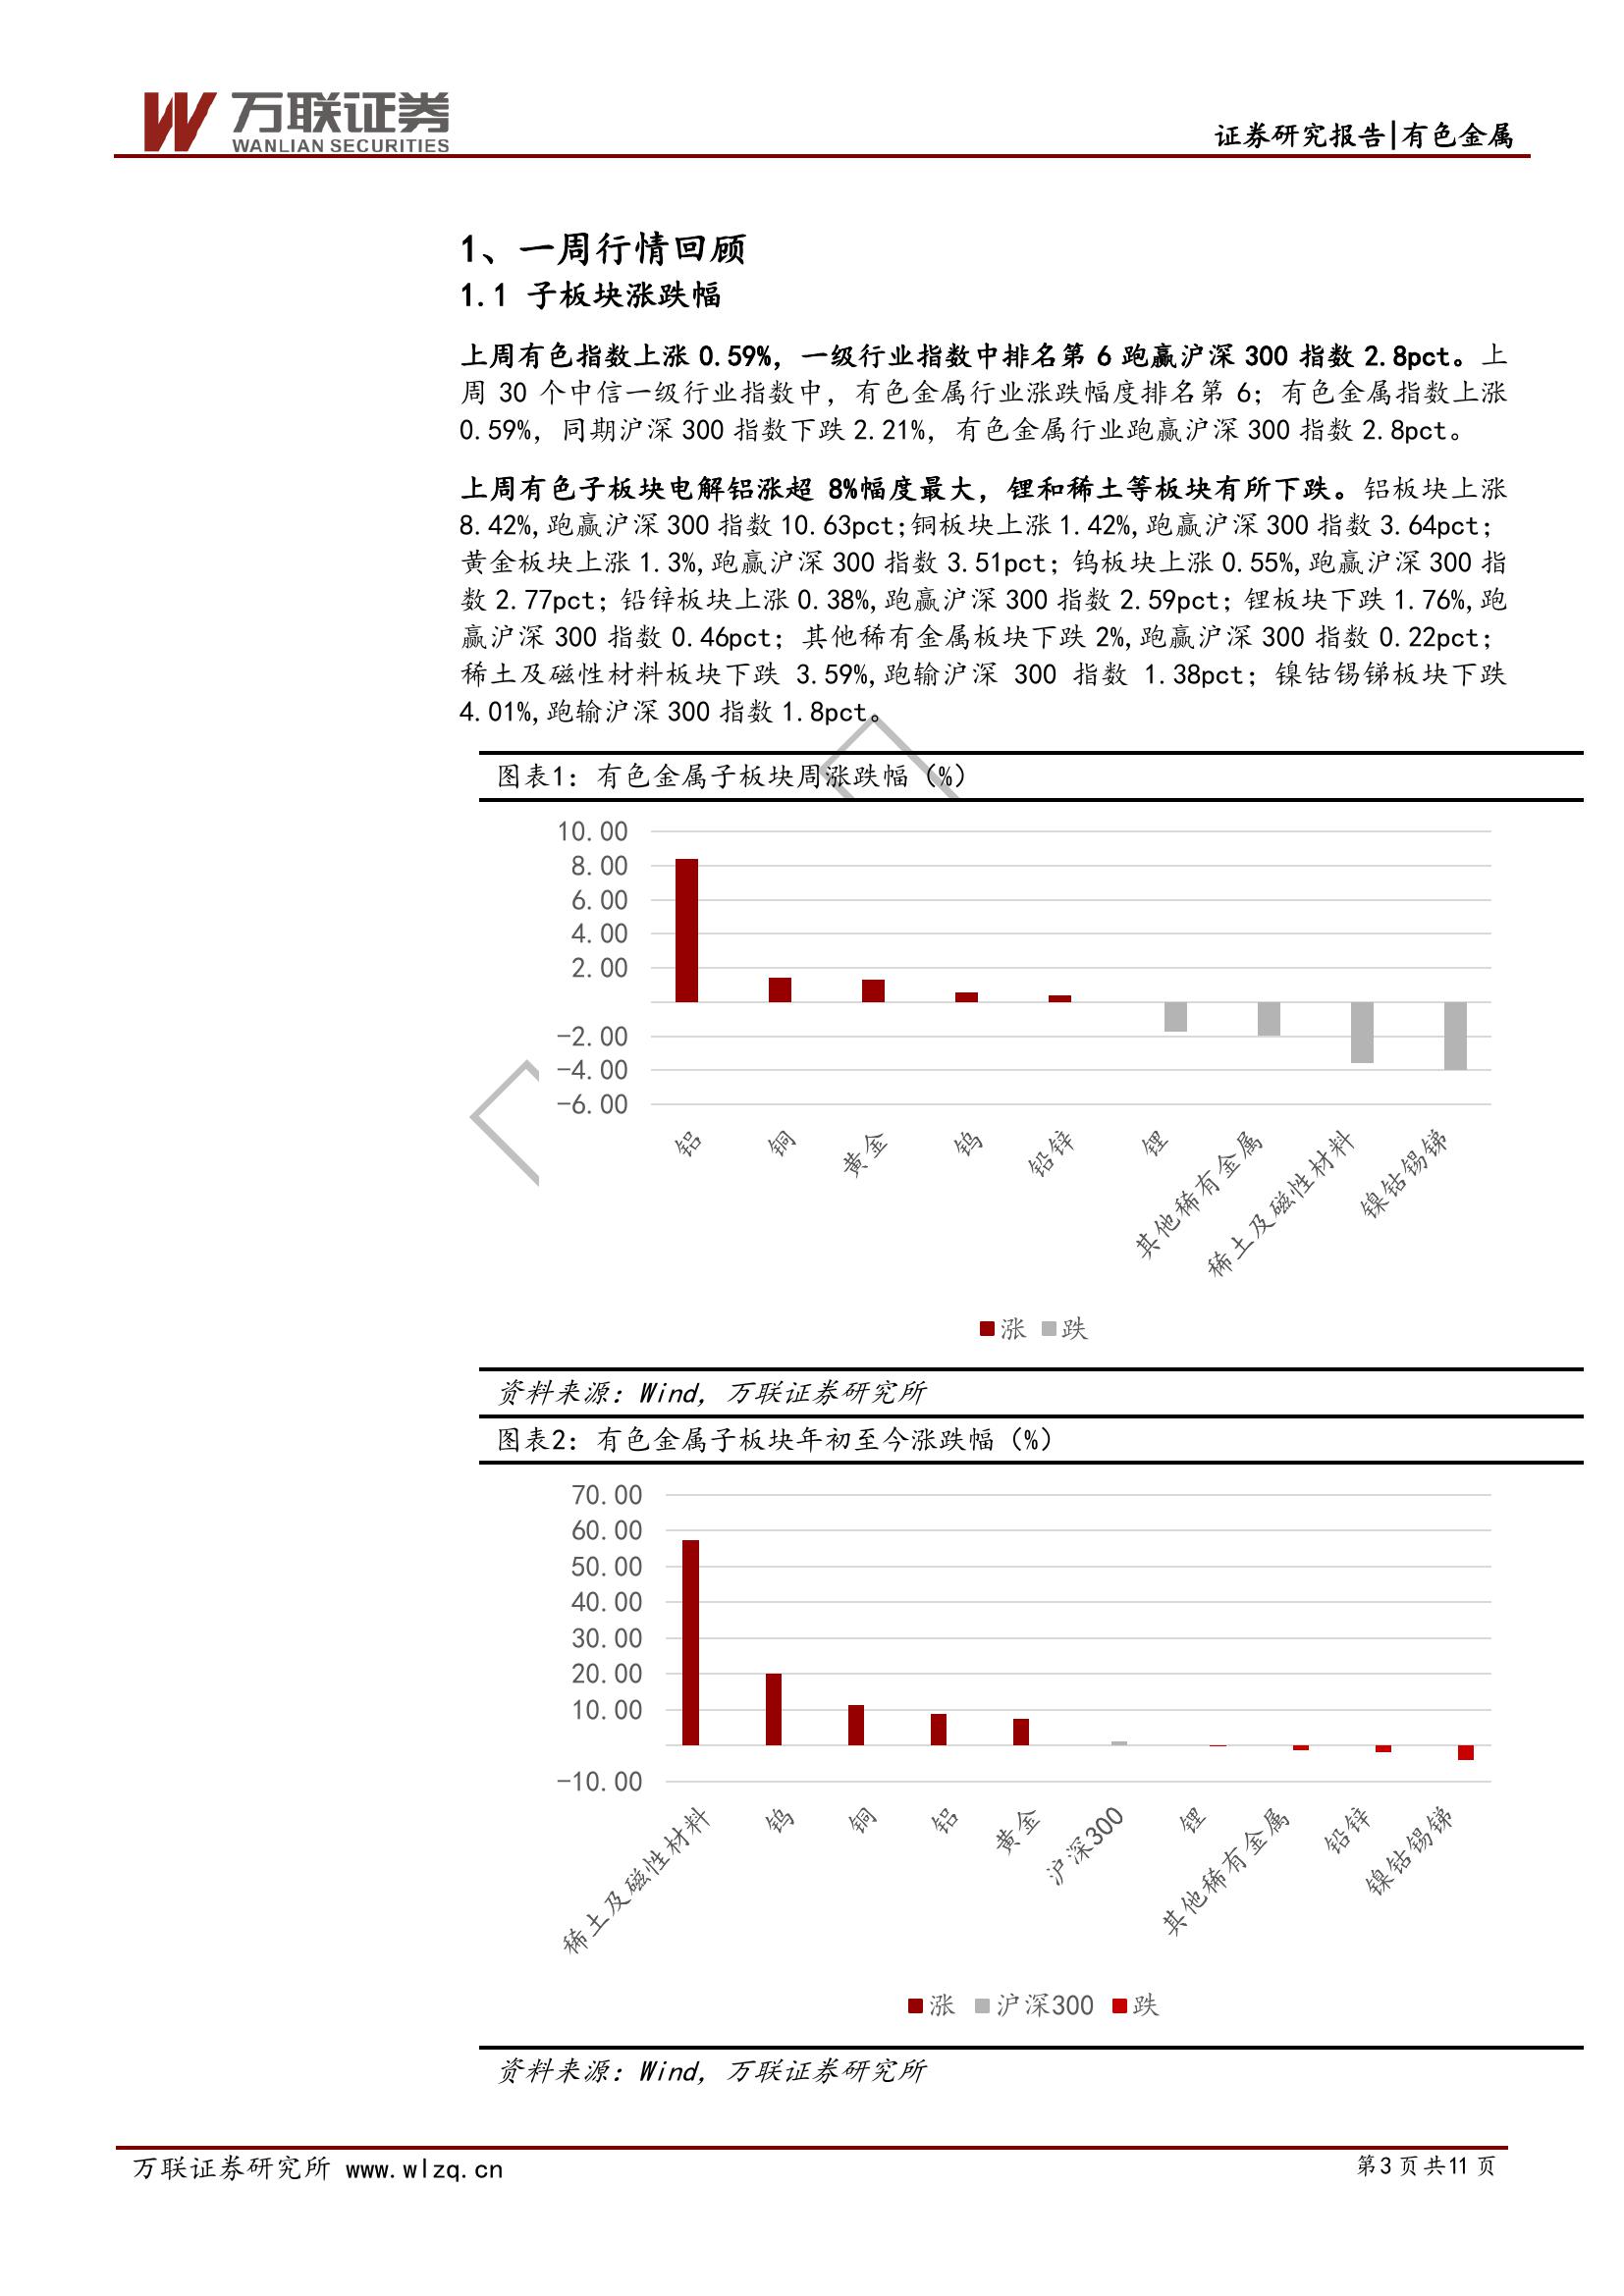 万联证券
WANLIAN SECURITIES
证券研究报告|有色金属
1、一周行情回顾
1.1 子板块涨跌幅
上周有色指数上涨 0.59%，一级行业指数中排名第 6 跑赢沪深 300 指数 2.8pct。上
周 30 个中信一级行业指数中，有色金属行业涨跌幅度排名第 6；有色金属指数上涨
0.59%，同期沪深 300 指数下跌 2.21%，有色金属行业跑赢沪深 300 指数 2.8pct。
上周有色子板块电解铝涨超 8%幅度最大，锂和稀土等板块有所下跌。铝板块上涨
8.42%,跑赢沪深 300 指数 10.63pct;铜板块上涨 1.42%,跑赢沪深 300 指数 3.64pct；
黄金板块上涨 1.3%,跑赢沪深 300 指数 3.51pct；钨板块上涨 0.55%,跑赢沪深 300 指
数 2.77pct；铅锌板块上涨 0.38%,跑赢沪深 300 指数 2.59pct；锂板块下跌 1.76%,跑
赢沪深 300 指数 0.46pct；其他稀有金属板块下跌 2%,跑赢沪深 300 指数 0.22pct；
稀土及磁性材料板块下跌 3.59%,跑输沪深 300 指数 1.38pct；镍钴锡锑板块下跌
4.01%,跑输沪深 300 指数 1.8pct。
图表1：有色金属子板块周涨跌幅（%）
10.00
8.00
6.00
4.00
2.00
-2.00
-4.00
-6.00
铝
铜
黄金
钨
铅锌
锂
其他稀有金属
稀土及磁性材料
镍钴锡锑
涨 跌
资料来源：Wind，万联证券研究所
图表2：有色金属子板块年初至今涨跌幅（%）
70.00
60.00
50.00
40.00
30.00
20.00
10.00
-10.00
稀土及磁性材料
钨
铜
铝
黄金
沪深300
锂
其他稀有金属
铅锌
镍钴锡锑
涨 沪深300 跌
资料来源：Wind，万联证券研究所
万联证券研究所 www.wlzq.cn
第3 页 共11 页